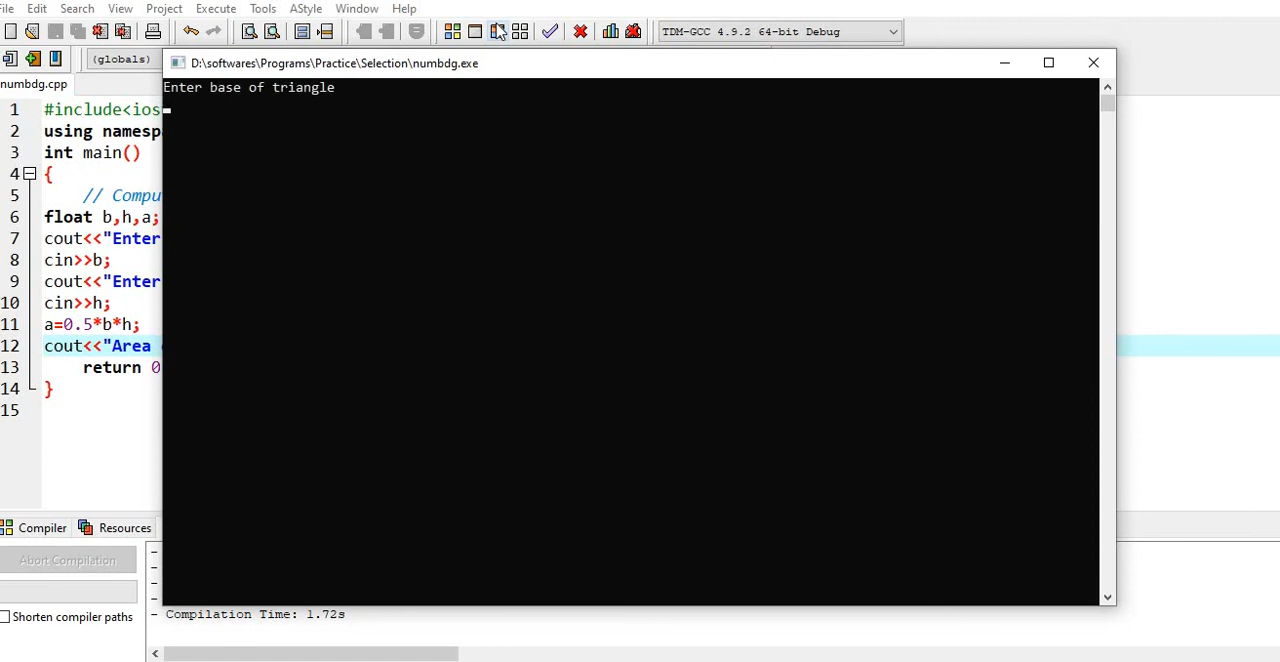 File Edit Search View Project Execute Tools AStyle Window Help
TDM-GCC 4.9.2 64-bit Debug
(globals)
D:\softwares\Programs\Practice\Selection\numbdg.exe
numbdg.cpp
Enter base of triangle
1 #include<ios
2 using namesp
3 int main()
4 {
5 // Compu
6 float b,h,a;
7 cout<<"Enter
8 cin>>b;
9 cout<<"Enter
10 cin>>h;
11 a=0.5*b*h;
12 cout<<"Area
13 return 0
14 }
15
Compiler Resources
Abort Compilation
Shorten compiler paths
- Compilation Time: 1.72s